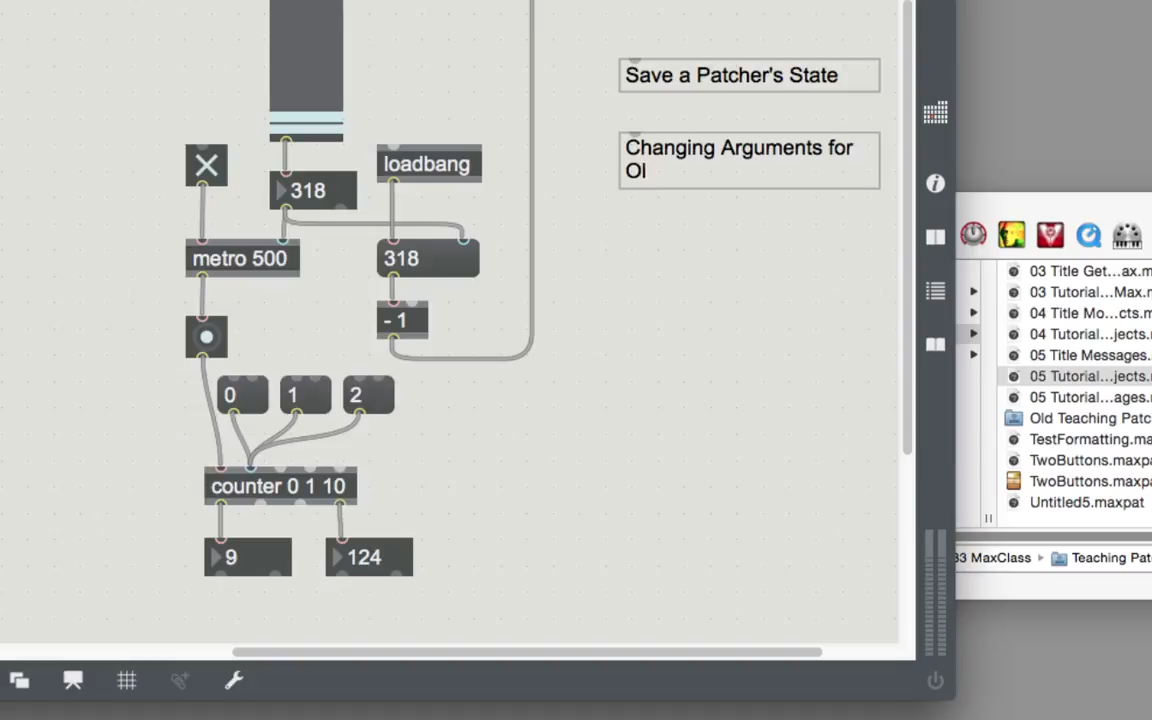 Save a Patcher's State
Changing Arguments for
Ol
loadbang
318
metro 500
318
- 1
0
1
2
counter 0 1 10
9
124
03 Title Get...ax.m
03 Tutorial...Max.m
04 Title Mo...cts.m
04 Tutorial...jects.m
05 Title Messages.
05 Tutorial...jects.
05 Tutorial...ages.
Old Teaching Patc
TestFormatting.ma
TwoButtons.maxpa
TwoButtons.maxpa
Untitled5.maxpat
33 MaxClass
Teaching Pat